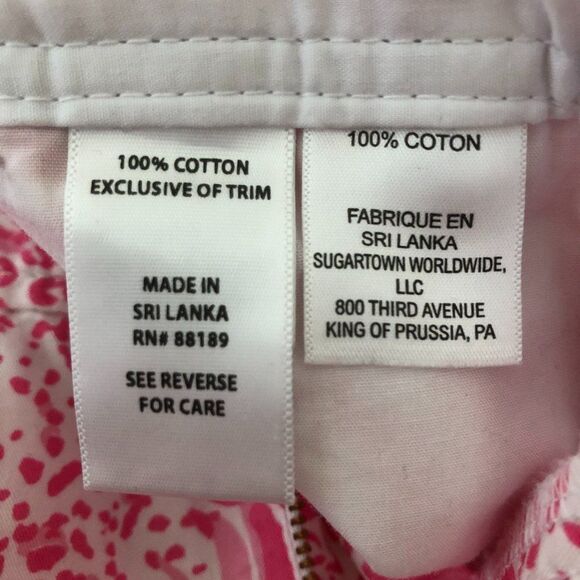 100% COTTON
EXCLUSIVE OF TRIM
MADE IN
SRI LANKA
RN# 88189
SEE REVERSE
FOR CARE
100% COTON
FABRIQUE EN
SRI LANKA
SUGARTOWN WORLDWIDE,
LLC
800 THIRD AVENUE
KING OF PRUSSIA, PA